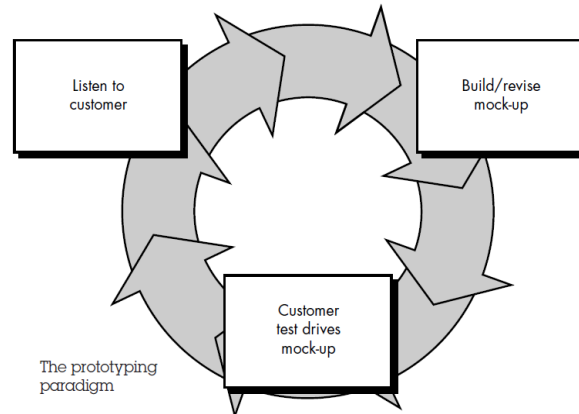 Listen to
customer
Build/revise
mock-up
Customer
test drives
mock-up
The prototyping
paradigm